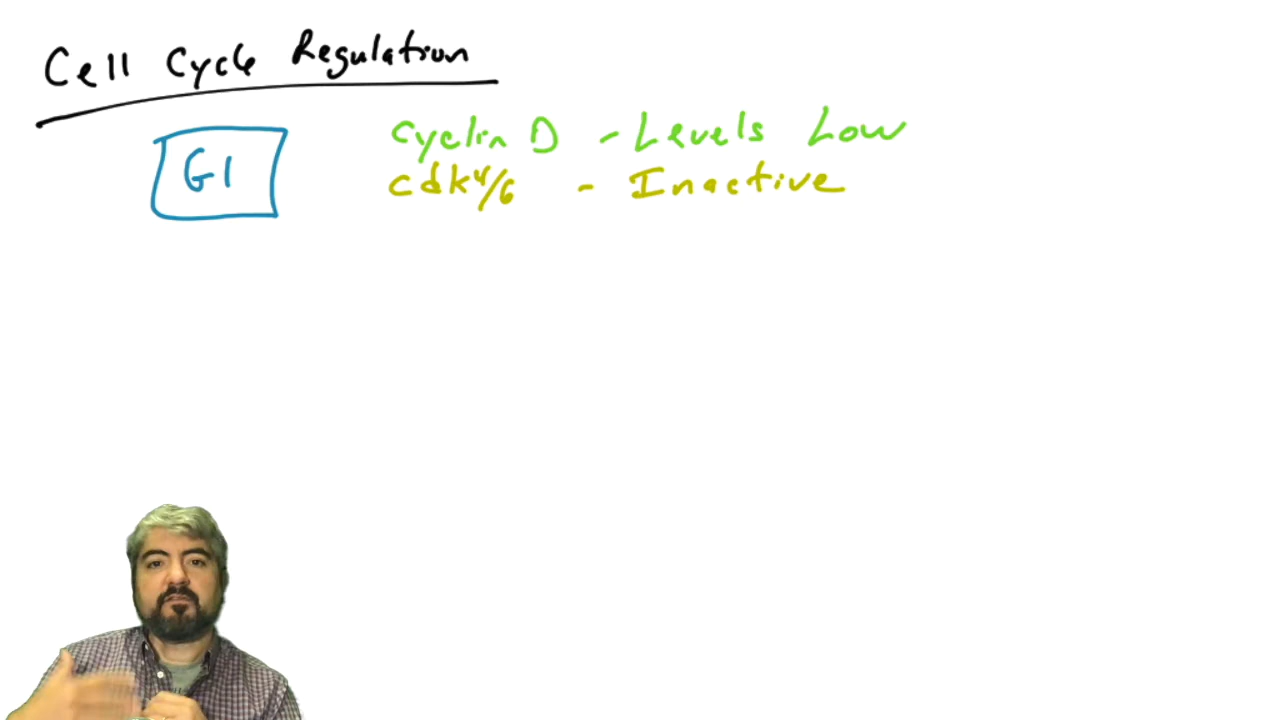 Cell Cycle Regulation
G1
Cyclin D - Levels Low
cdk4/6 - Inactive